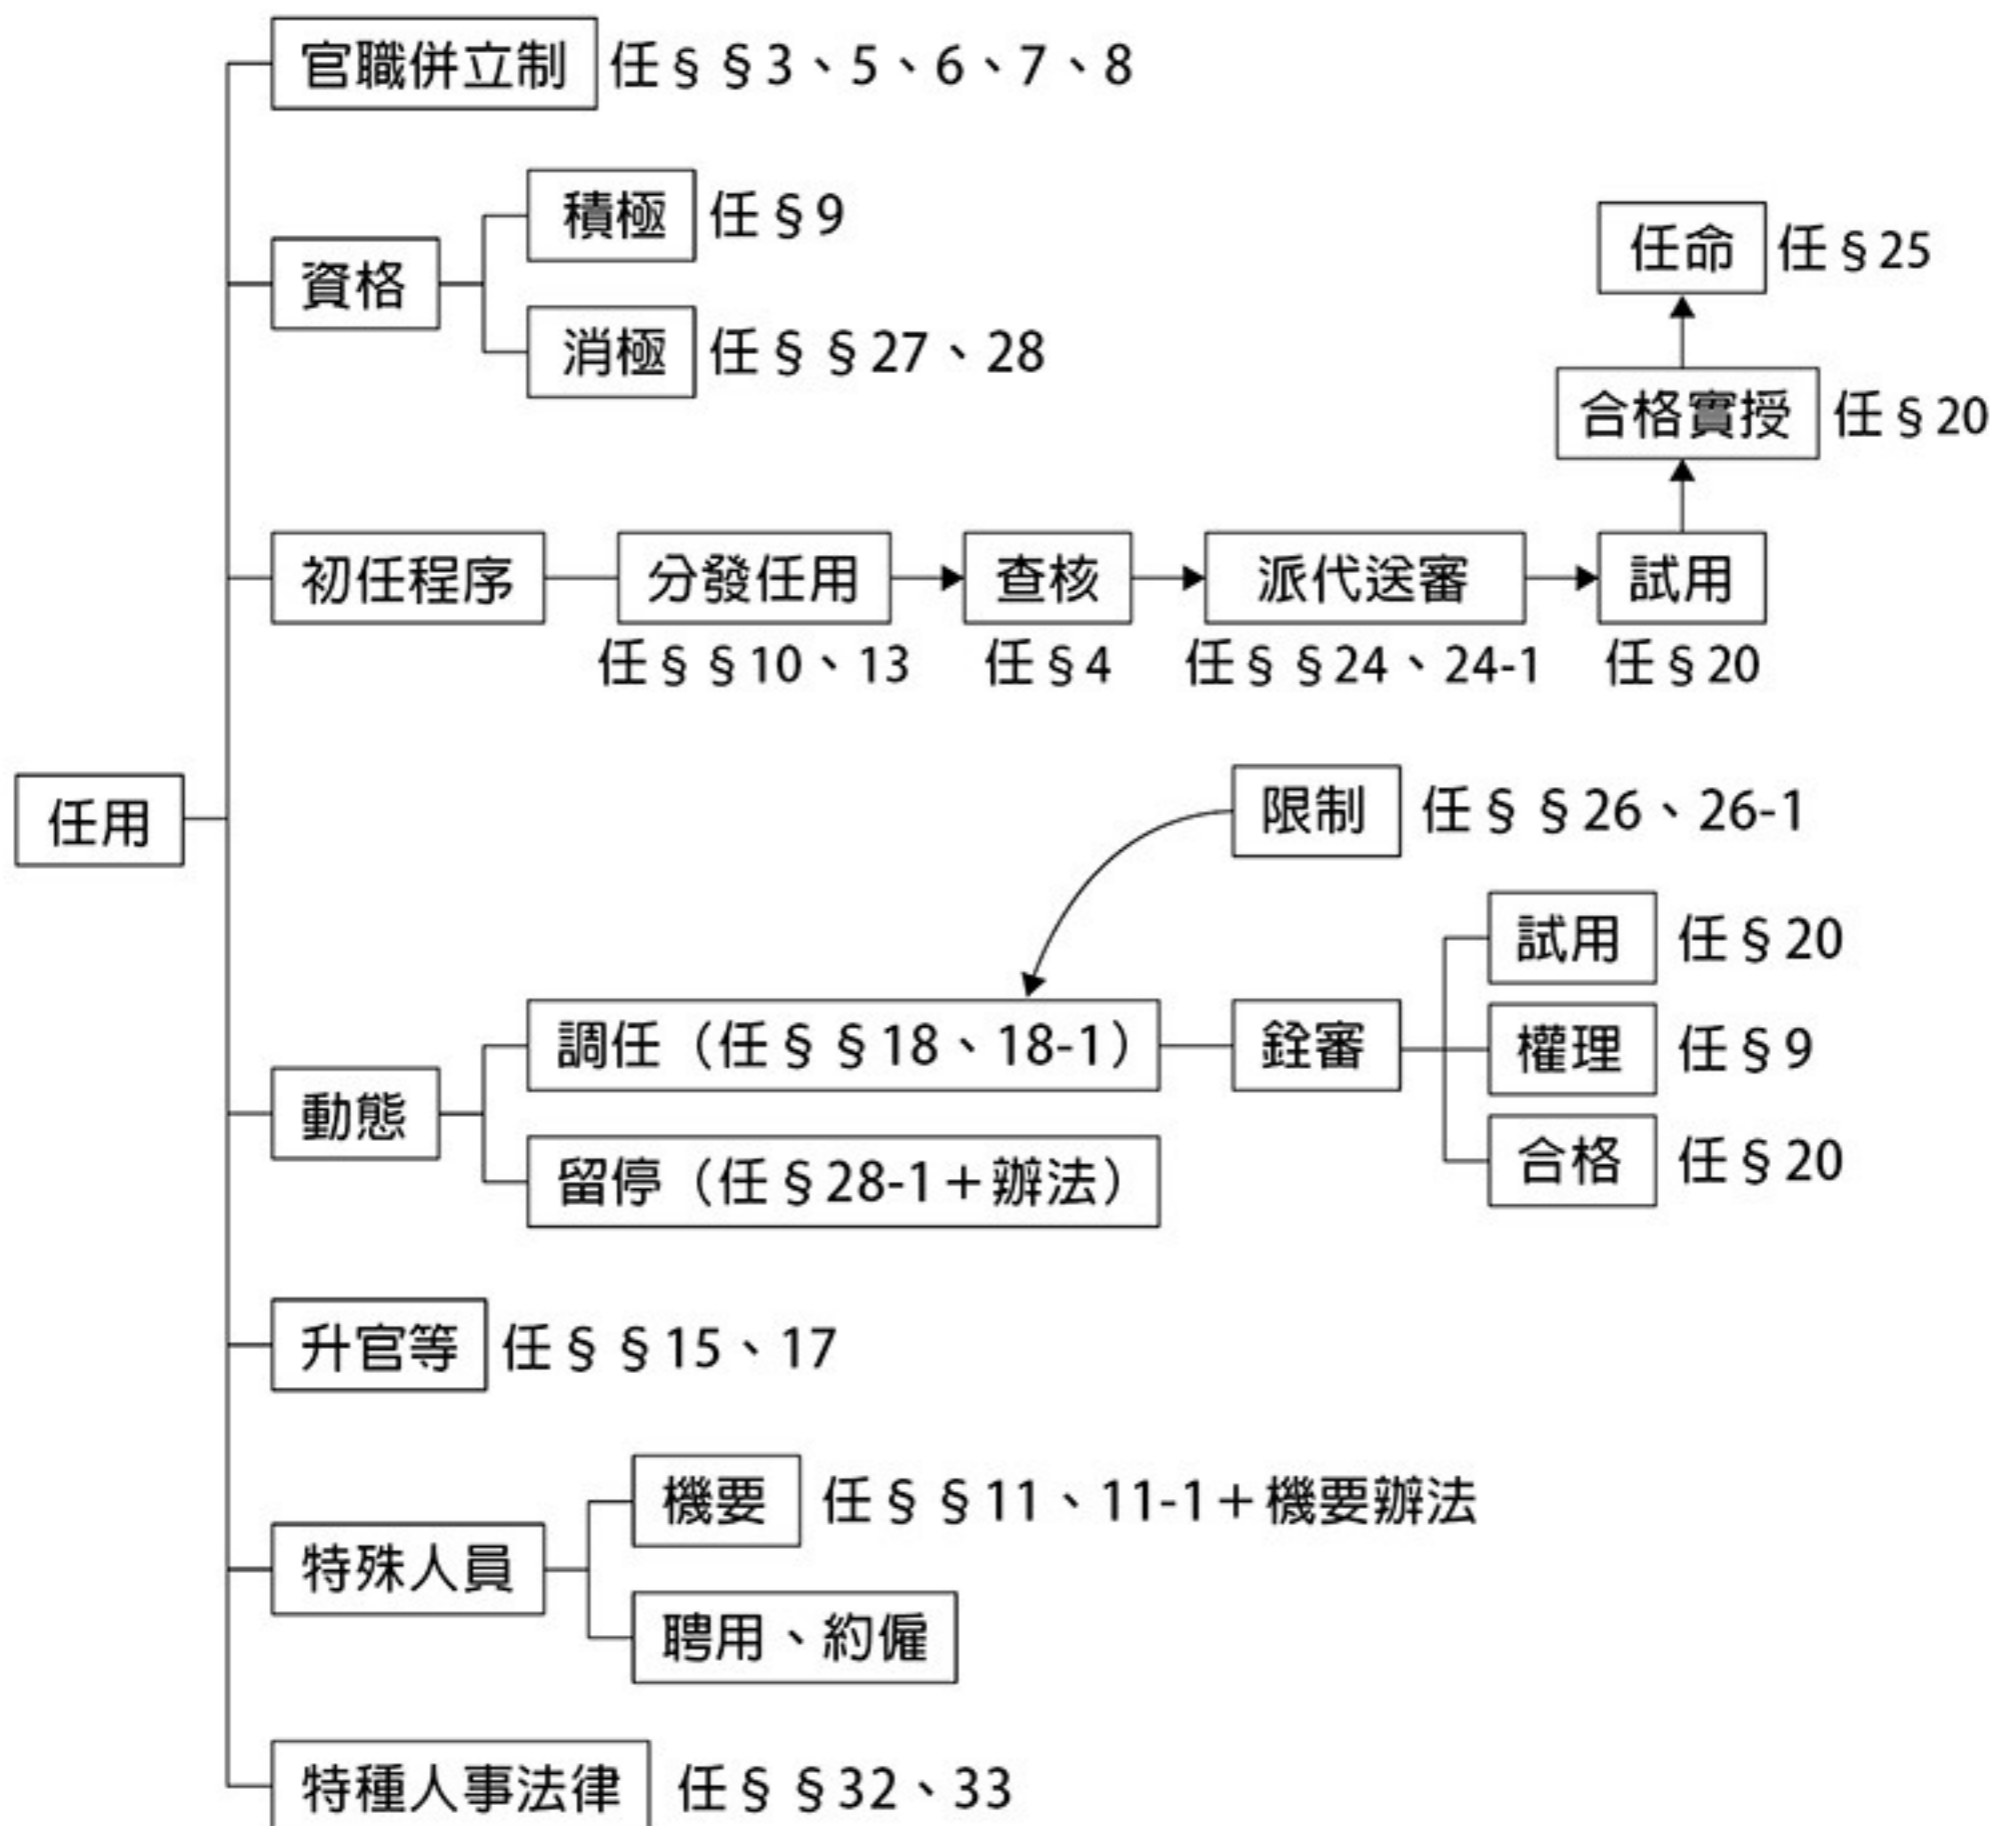 官職併立制 任§§3、5、6、7、8
積極 任§9
任命 任§25
資格
消極 任§§27、28
合格實授 任§20
初任程序 分發任用 查核 派代送審 試用
任§§10、13 任§4 任§§24、24-1 任§20
任用
限制 任§§26、26-1
試用 任§20
調任（任§§18、18-1） 銓審 權理 任§9
動態
留停（任§28-1＋辦法） 合格 任§20
升官等 任§§15、17
機要 任§§11、11-1＋機要辦法
特殊人員
聘用、約僱
特種人事法律 任§§32、33